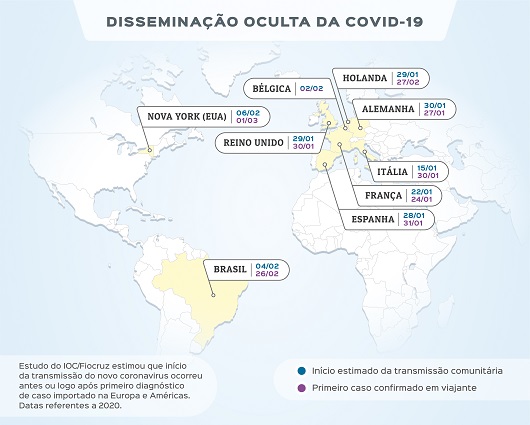 DISSEMINAÇÃO OCULTA DA COVID-19
HOLANDA 29/01
27/02
BÉLGICA 02/02
ALEMANHA 30/01
27/01
NOVA YORK (EUA) 06/02
01/03
REINO UNIDO 29/01
30/01
ITÁLIA 15/01
30/01
FRANÇA 22/01
24/01
ESPANHA 28/01
31/01
BRASIL 04/02
26/02
Estudo do IOC/Fiocruz estimou que início
da transmissão do novo coronavírus ocorreu
antes ou logo após primeiro diagnóstico
de caso importado na Europa e Américas.
Datas referentes a 2020.
Início estimado da transmissão comunitária
Primeiro caso confirmado em viajante